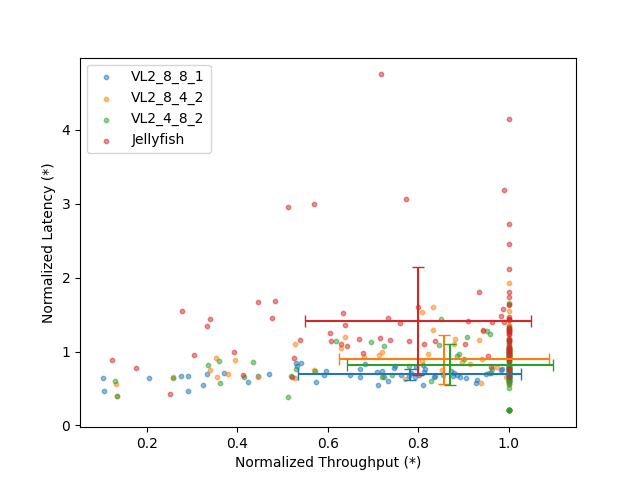 VL2_8_8_1
VL2_8_4_2
VL2_4_8_2
Jellyfish
Normalized Latency (*)
4
3
2
1
0
0.2 0.4 0.6 0.8 1.0
Normalized Throughput (*)